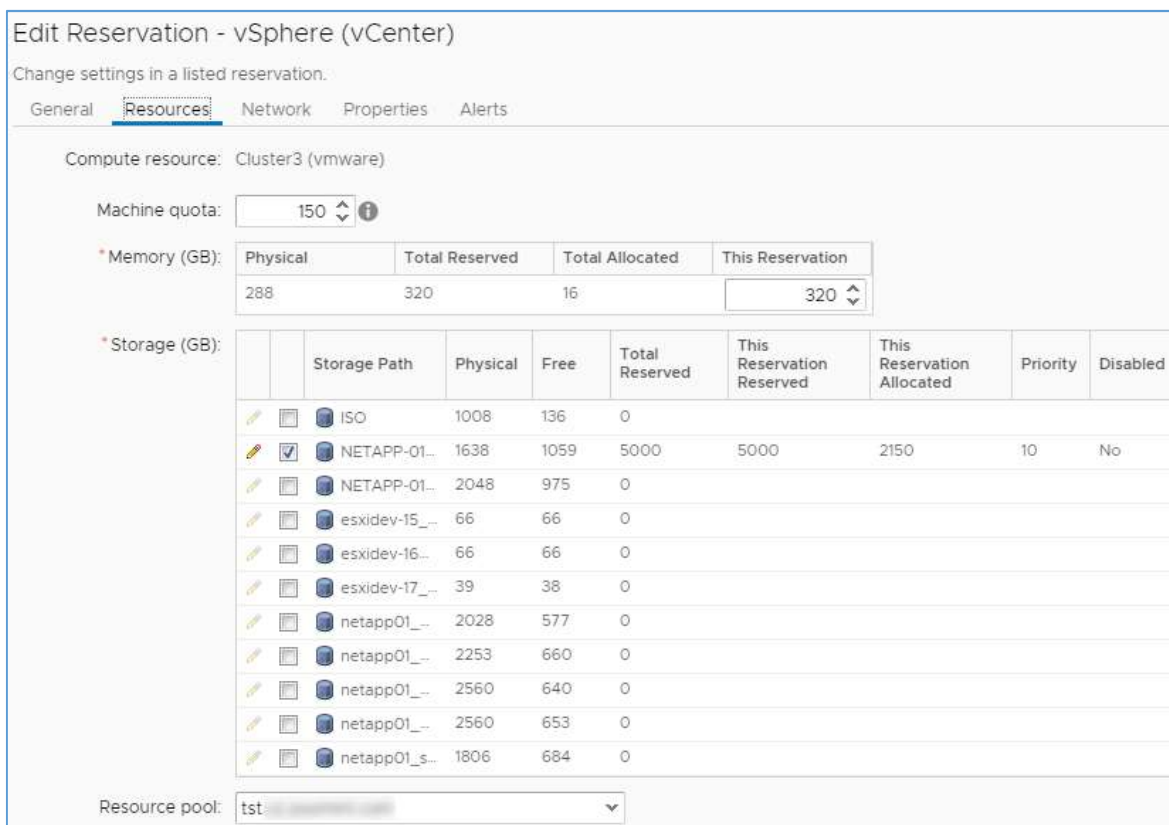 Edit Reservation - vSphere (vCenter)
Change settings in a listed reservation.
General Resources Network Properties Alerts
Compute resource: Cluster3 (vmware)
Machine quota: 150
*Memory (GB): Physical Total Reserved Total Allocated This Reservation
288 320 16 320
*Storage (GB): Storage Path Physical Free Total Reserved This Reservation Reserved This Reservation Allocated Priority Disabled
ISO 1008 136 0
NETAPP-01... 1638 1059 5000 5000 2150 10 No
NETAPP-01... 2048 975 0
esxidev-15_... 66 66 0
esxidev-16... 66 66 0
esxidev-17_... 39 38 0
netapp01_... 2028 577 0
netapp01_... 2253 660 0
netapp01_... 2560 640 0
netapp01_... 2560 653 0
netapp01_s... 1806 684 0
Resource pool: tst